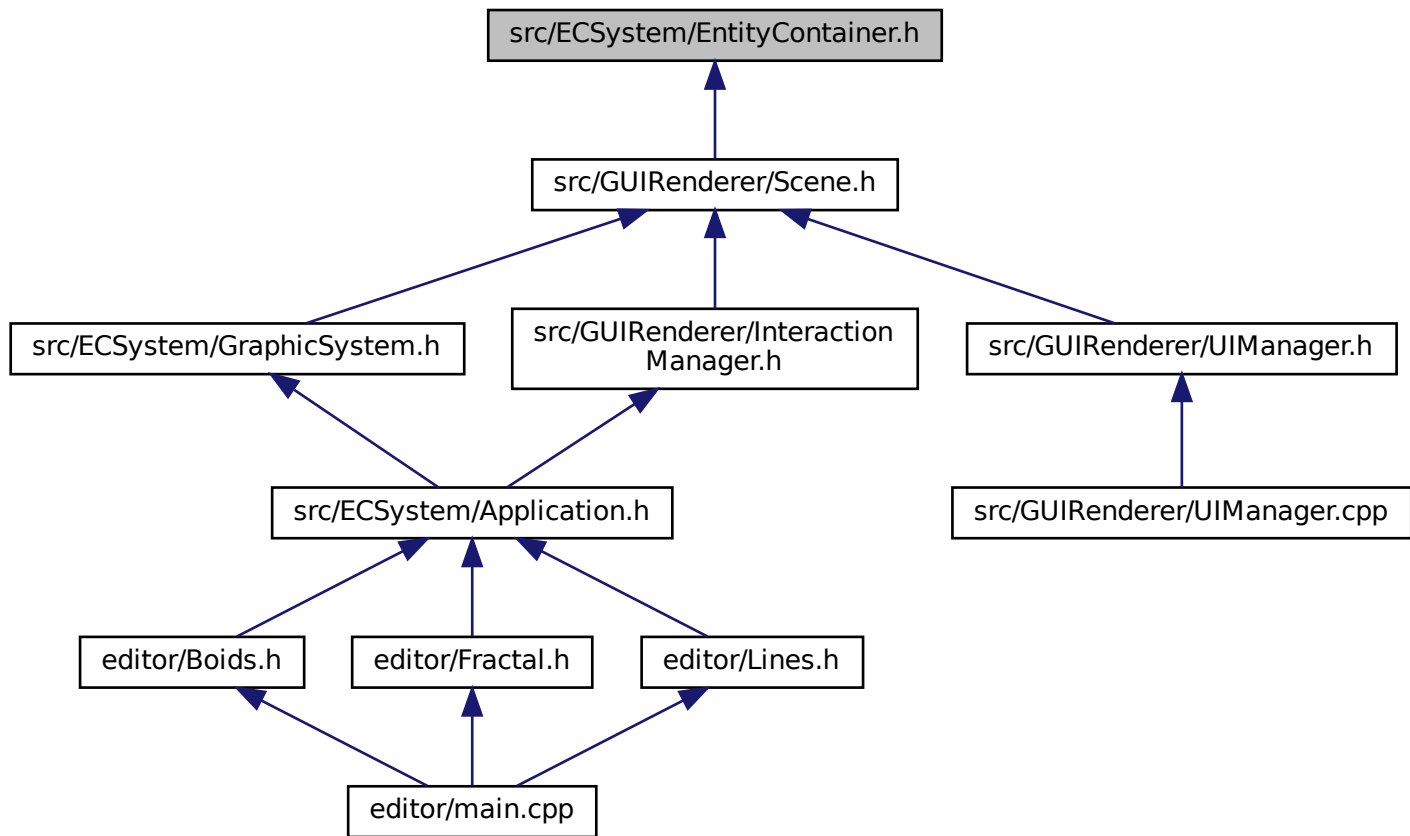 src/ECSystem/EntityContainer.h
src/GUIRenderer/Scene.h
src/ECSystem/GraphicSystem.h
src/GUIRenderer/Interaction
Manager.h
src/GUIRenderer/UIManager.h
src/ECSystem/Application.h
src/GUIRenderer/UIManager.cpp
editor/Boids.h
editor/Fractal.h
editor/Lines.h
editor/main.cpp